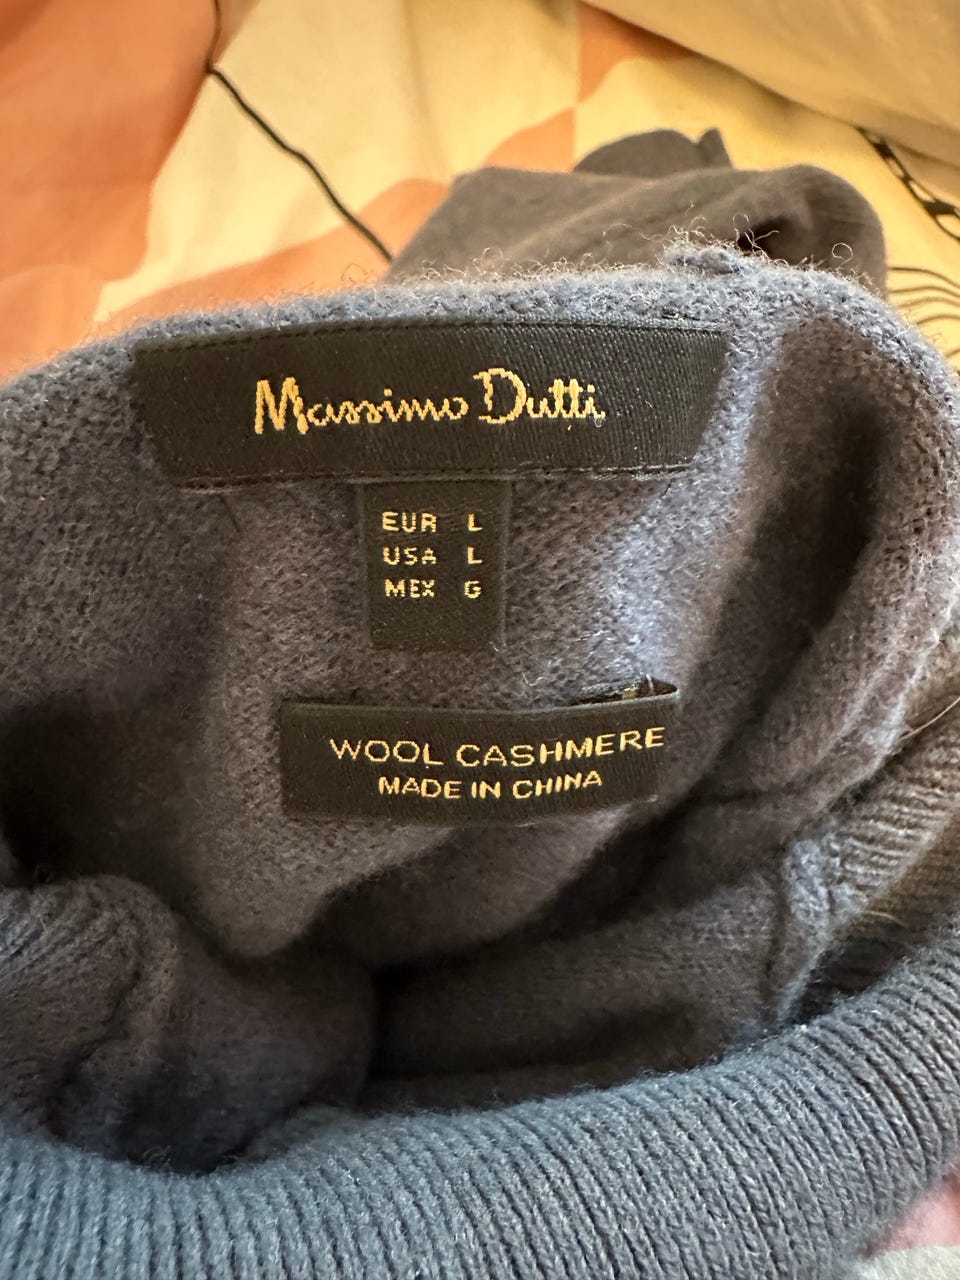 Massimo Dutti
EUR L
USA L
MEX G
WOOL CASHMERE
MADE IN CHINA